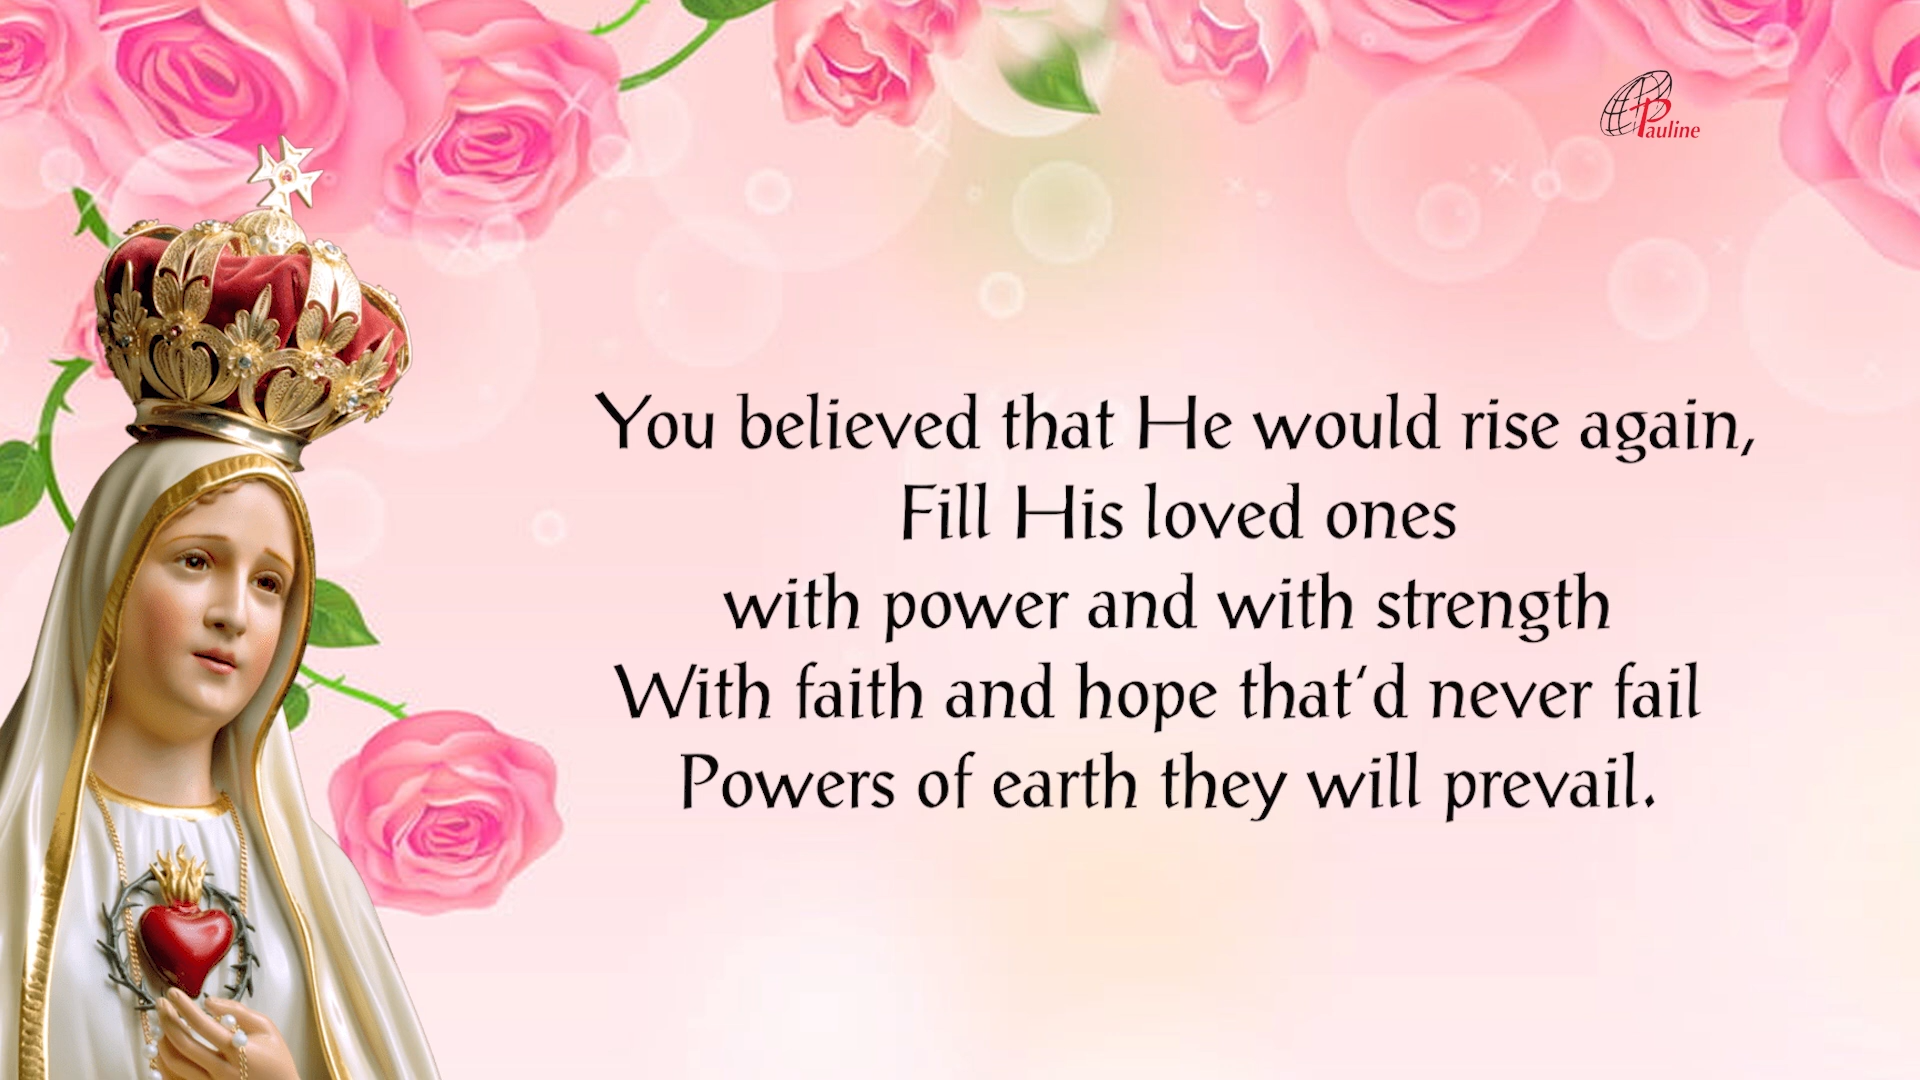 Pauline
You believed that He would rise again,
Fill His loved ones
with power and with strength
With faith and hope that'd never fail
Powers of earth they will prevail.